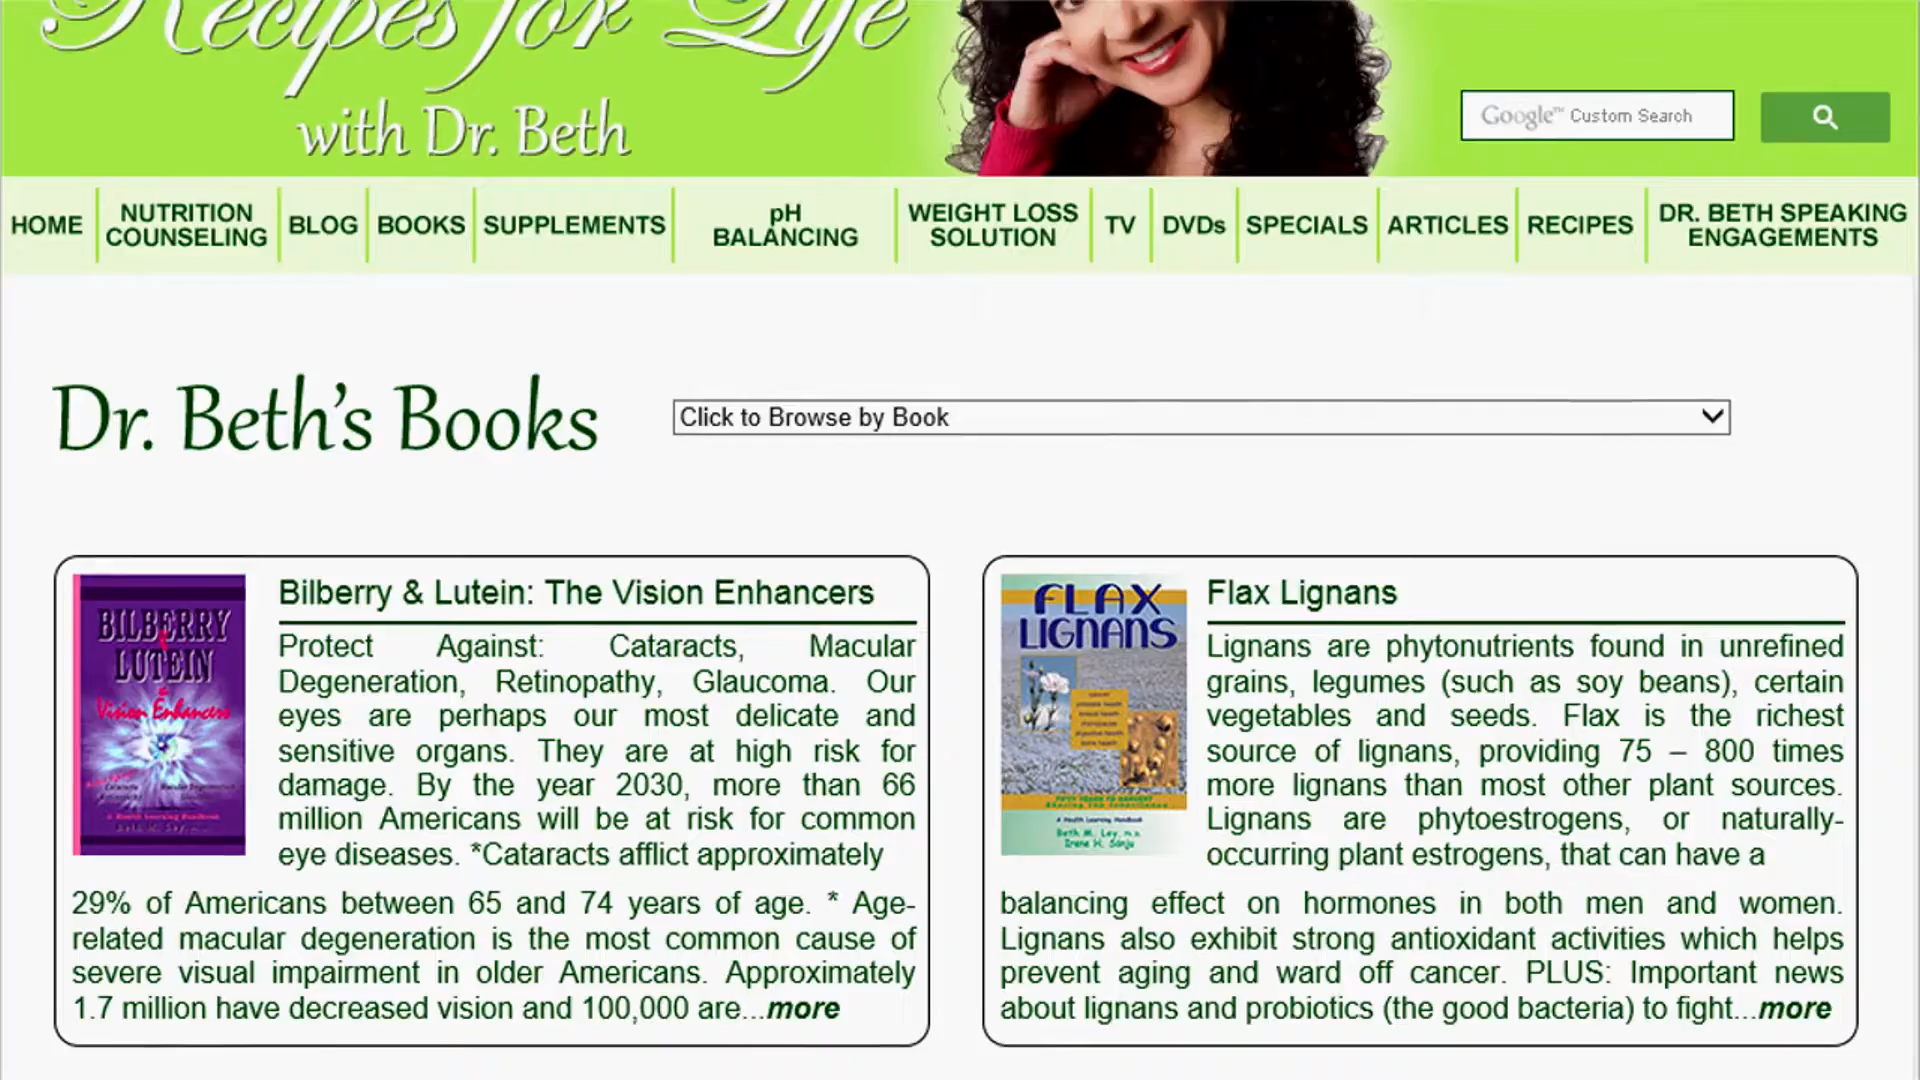 Recipes for Life
with Dr. Beth
Google™ Custom Search
HOME
NUTRITION
COUNSELING
BLOG
BOOKS
SUPPLEMENTS
pH
BALANCING
WEIGHT LOSS
SOLUTION
TV
DVDs
SPECIALS
ARTICLES
RECIPES
DR. BETH SPEAKING
ENGAGEMENTS
Dr. Beth's Books
Click to Browse by Book
BILBERRY
LUTEIN
Vision Enhancers
Bilberry & Lutein: The Vision Enhancers
Protect Against: Cataracts, Macular
Degeneration, Retinopathy, Glaucoma. Our
eyes are perhaps our most delicate and
sensitive organs. They are at high risk for
damage. By the year 2030, more than 66
million Americans will be at risk for common
eye diseases. *Cataracts afflict approximately
29% of Americans between 65 and 74 years of age. * Age-
related macular degeneration is the most common cause of
severe visual impairment in older Americans. Approximately
1.7 million have decreased vision and 100,000 are...more
FLAX
LIGNANS
A Health Learning Handbook
Beth M. Ley
Flax Lignans
Lignans are phytonutrients found in unrefined
grains, legumes (such as soy beans), certain
vegetables and seeds. Flax is the richest
source of lignans, providing 75 – 800 times
more lignans than most other plant sources.
Lignans are phytoestrogens, or naturally-
occurring plant estrogens, that can have a
balancing effect on hormones in both men and women.
Lignans also exhibit strong antioxidant activities which helps
prevent aging and ward off cancer. PLUS: Important news
about lignans and probiotics (the good bacteria) to fight...more